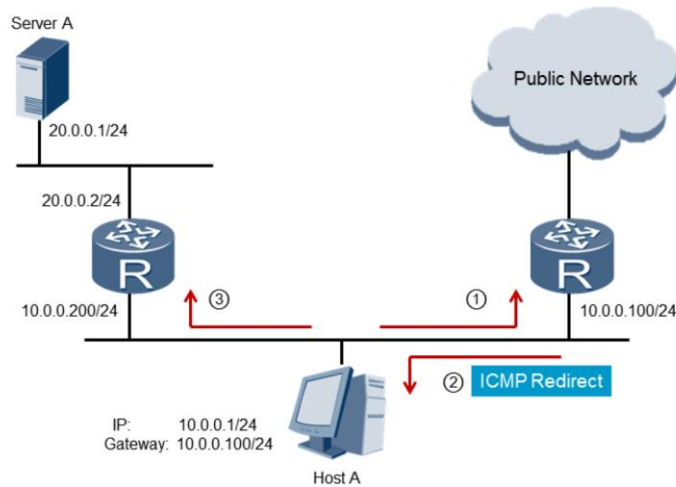 Server A
Public Network
20.0.0.1/24
20.0.0.2/24
R
R
10.0.0.200/24
③
①
10.0.0.100/24
② ICMP Redirect
IP: 10.0.0.1/24
Gateway: 10.0.0.100/24
Host A